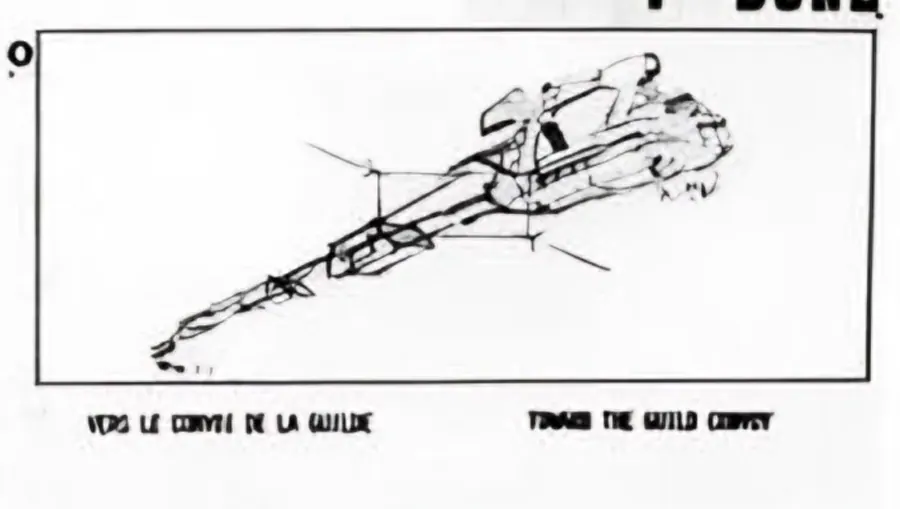 DUNE
O
VERS LE CONVOI DE LA GUILDE
TOWARD THE GUILD CONVOY